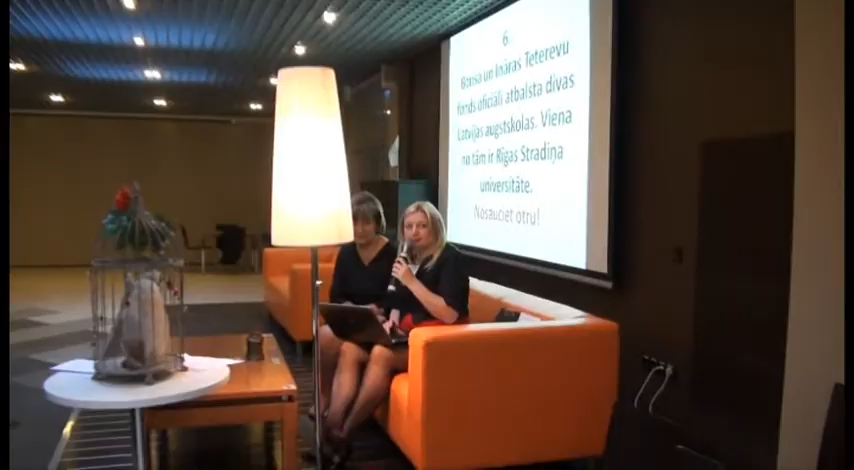 6.
Borisa un Ināras Teterevu
fonds oficiāli atbalsta divas
Latvijas augstskolas. Viena
no tām ir Rīgas Stradiņa
universitāte.
Nosauciet otru!